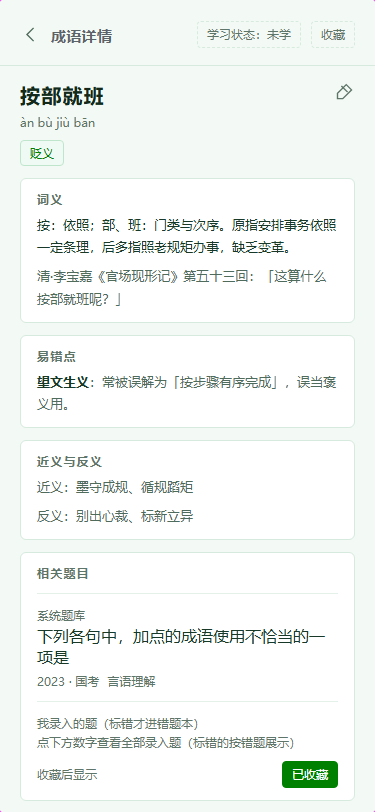 成语详情
学习状态：未学
收藏
按部就班
àn bù jiù bān
贬义
词义
按：依照；部、班：门类与次序。原指安排事务依照
一定条理，后多指照老规矩办事，缺乏变革。
清·李宝嘉《官场现形记》第五十三回：「这算什么
按部就班呢？」
易错点
望文生义：常被误解为「按步骤有序完成」，误当褒
义用。
近义与反义
近义：墨守成规、循规蹈矩
反义：别出心裁、标新立异
相关题目
系统题库
下列各句中，加点的成语使用不恰当的一
项是
2023 · 国考 言语理解
我录入的题（标错才进错题本）
点下方数字查看全部录入题（标错的按错题展示）
收藏后显示
已收藏